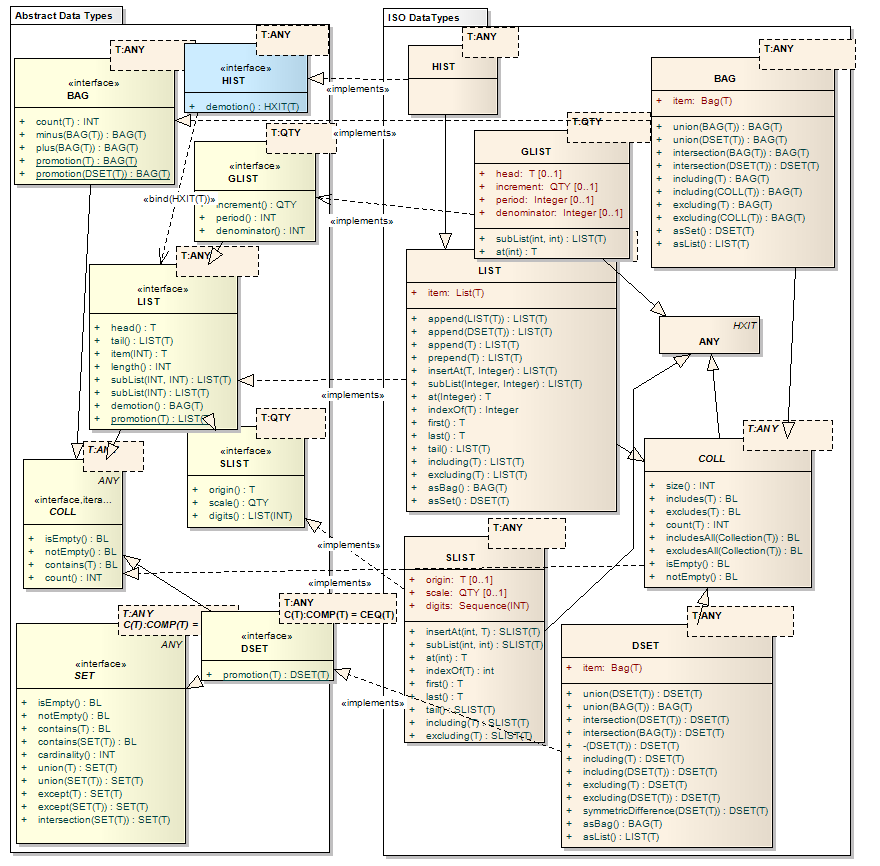 Abstract Data Types
T:ANY
«interface»
BAG
+ count(T) : INT
+ minus(BAG(T)) : BAG(T)
+ plus(BAG(T)) : BAG(T)
+ promotion(T) : BAG(T)
+ promotion(DSET(T)) : BAG(T)
T:ANY
«interface»
HIST
+ demotion() : HXIT(T)
T:QTY
«interface»
GLIST
increment() : QTY
+ period() : INT
+ denominator() : INT
«bind(HXIT(T))»
T:ANY
«interface»
LIST
+ head() : T
+ tail() : LIST(T)
+ item(INT) : T
+ length() : INT
+ subList(INT, INT) : LIST(T)
+ subList(INT) : LIST(T)
+ demotion() : BAG(T)
+ promotion(T) : LIST(T)
T:QTY
«interface»
SLIST
+ origin() : T
+ scale() : QTY
+ digits() : LIST(INT)
T:ANY
ANY
«interface,itera...
COLL
+ isEmpty() : BL
+ notEmpty() : BL
+ contains(T) : BL
+ count() : INT
T:ANY
C(T):COMP(T) =
ANY
«interface»
SET
+ isEmpty() : BL
+ notEmpty() : BL
+ contains(T) : BL
+ contains(SET(T)) : BL
+ cardinality() : INT
+ union(T) : SET(T)
+ union(SET(T)) : SET(T)
+ except(T) : SET(T)
+ except(SET(T)) : SET(T)
+ intersection(SET(T)) : SET(T)
T:ANY
C(T):COMP(T) = CEQ(T)
«interface»
DSET
+ promotion(T) : DSET(T)
«implements»
«implements»
«implements»
«implements»
«implements»
«implements»
«implements»
ISO DataTypes
T:ANY
HIST
T:QTY
GLIST
+ head: T [0..1]
+ increment: QTY [0..1]
+ period: Integer [0..1]
+ denominator: Integer [0..1]
+ subList(int, int) : LIST(T)
+ at(int) : T
T:ANY
BAG
+ item: Bag(T)
+ union(BAG(T)) : BAG(T)
+ union(DSET(T)) : BAG(T)
+ intersection(BAG(T)) : BAG(T)
+ intersection(DSET(T)) : DSET(T)
+ including(T) : BAG(T)
+ including(COLL(T)) : BAG(T)
+ excluding(T) : BAG(T)
+ excluding(COLL(T)) : BAG(T)
+ asSet() : DSET(T)
+ asList() : LIST(T)
LIST
+ item: List(T)
+ append(LIST(T)) : LIST(T)
+ append(DSET(T)) : LIST(T)
+ append(T) : LIST(T)
+ prepend(T) : LIST(T)
+ insertAt(T, Integer) : LIST(T)
+ subList(Integer, Integer) : LIST(T)
+ at(Integer) : T
+ indexOf(T) : Integer
+ first() : T
+ last() : T
+ tail() : LIST(T)
+ including(T) : LIST(T)
+ excluding(T) : LIST(T)
+ asBag() : BAG(T)
+ asSet() : DSET(T)
HXIT
ANY
T:ANY
COLL
+ size() : INT
+ includes(T) : BL
+ excludes(T) : BL
+ count(T) : INT
+ includesAll(Collection(T)) : BL
+ excludesAll(Collection(T)) : BL
+ isEmpty() : BL
+ notEmpty() : BL
T:ANY
SLIST
+ origin: T [0..1]
+ scale: QTY [0..1]
+ digits: Sequence(INT)
+ insertAt(int, T) : SLIST(T)
+ subList(int, int) : SLIST(T)
+ at(int) : T
+ indexOf(T) : int
+ first() : T
+ last() : T
+ tail() : SLIST(T)
+ including(T) : SLIST(T)
+ excluding(T) : SLIST(T)
T:ANY
DSET
+ item: Bag(T)
+ union(DSET(T)) : DSET(T)
+ union(BAG(T)) : BAG(T)
+ intersection(DSET(T)) : DSET(T)
+ intersection(BAG(T)) : DSET(T)
+ -(DSET(T)) : DSET(T)
+ including(T) : DSET(T)
+ including(DSET(T)) : DSET(T)
+ excluding(T) : DSET(T)
+ excluding(DSET(T)) : DSET(T)
+ symmetricDifference(DSET(T)) : DSET(T)
+ asBag() : BAG(T)
+ asList() : LIST(T)